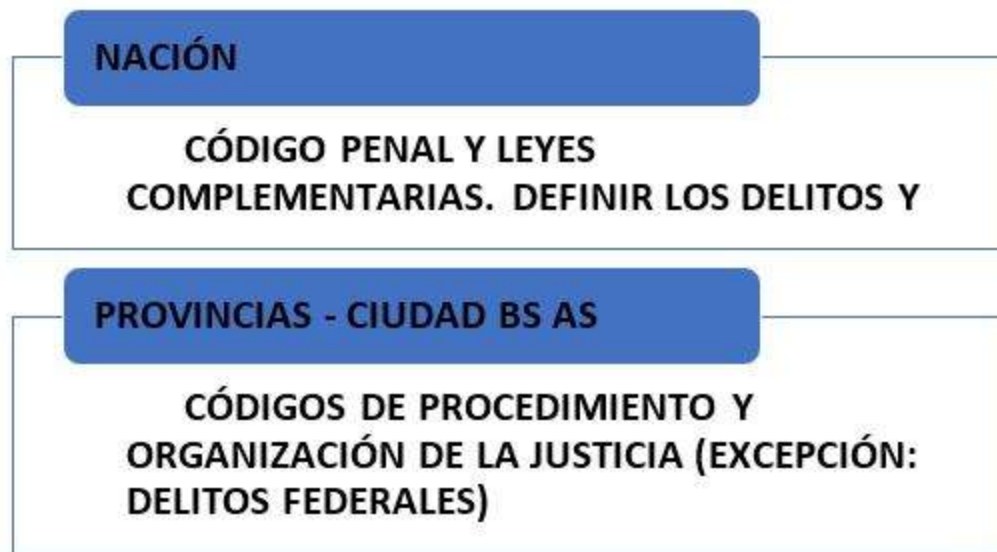 NACIÓN
CÓDIGO PENAL Y LEYES
COMPLEMENTARIAS. DEFINIR LOS DELITOS Y
PROVINCIAS - CIUDAD BS AS
CÓDIGOS DE PROCEDIMIENTO Y
ORGANIZACIÓN DE LA JUSTICIA (EXCEPCIÓN:
DELITOS FEDERALES)